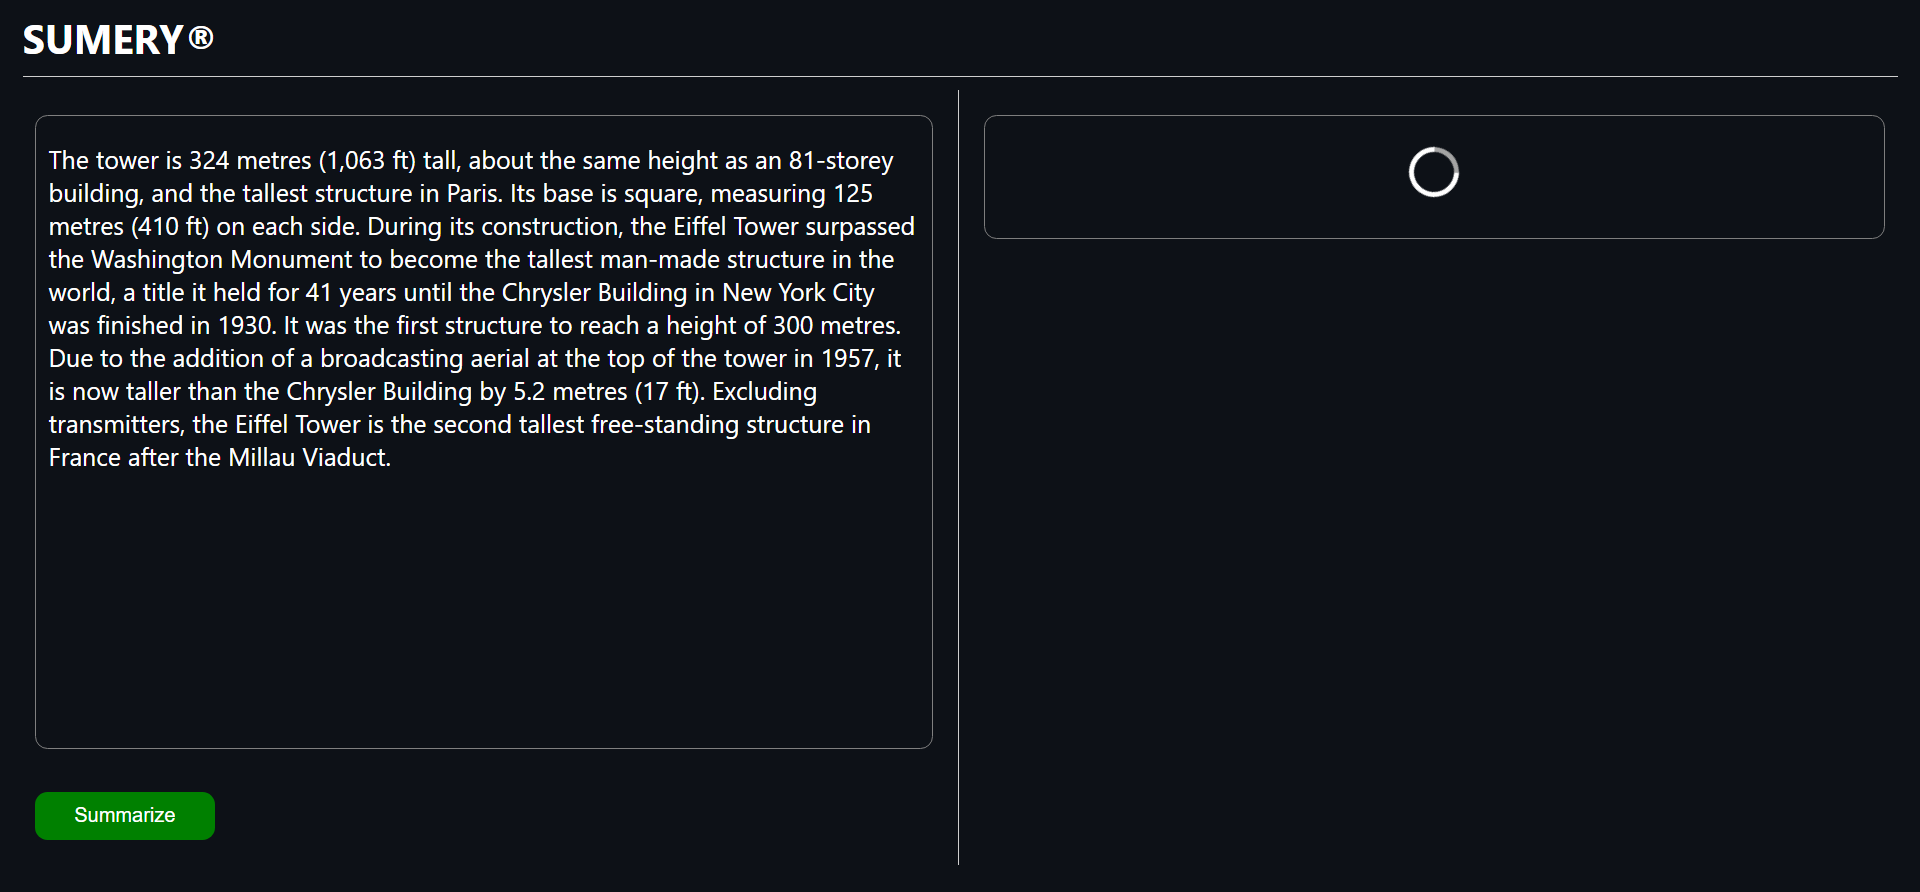 SUMERY®
The tower is 324 metres (1,063 ft) tall, about the same height as an 81-storey
building, and the tallest structure in Paris. Its base is square, measuring 125
metres (410 ft) on each side. During its construction, the Eiffel Tower surpassed
the Washington Monument to become the tallest man-made structure in the
world, a title it held for 41 years until the Chrysler Building in New York City
was finished in 1930. It was the first structure to reach a height of 300 metres.
Due to the addition of a broadcasting aerial at the top of the tower in 1957, it
is now taller than the Chrysler Building by 5.2 metres (17 ft). Excluding
transmitters, the Eiffel Tower is the second tallest free-standing structure in
France after the Millau Viaduct.
Summarize